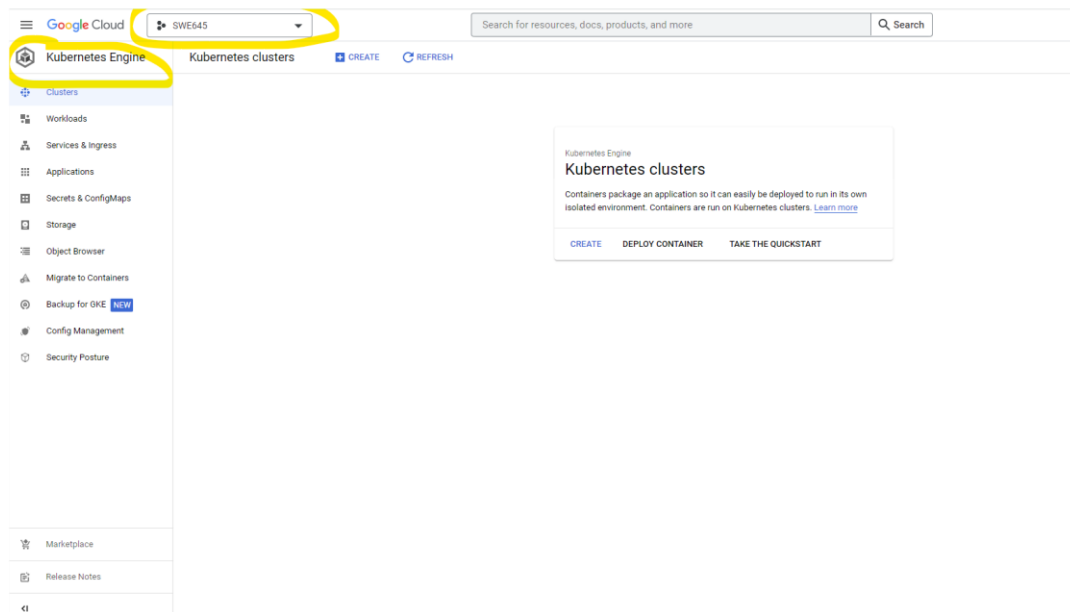 Google Cloud
SWE645
Search for resources, docs, products, and more
Search
Kubernetes Engine
Kubernetes clusters
CREATE
REFRESH
Clusters
Workloads
Services & Ingress
Applications
Secrets & ConfigMaps
Storage
Object Browser
Migrate to Containers
Backup for GKE NEW
Config Management
Security Posture
Kubernetes Engine
Kubernetes clusters
Containers package an application so it can easily be deployed to run in its own
isolated environment. Containers are run on Kubernetes clusters. Learn more
CREATE DEPLOY CONTAINER TAKE THE QUICKSTART
Marketplace
Release Notes